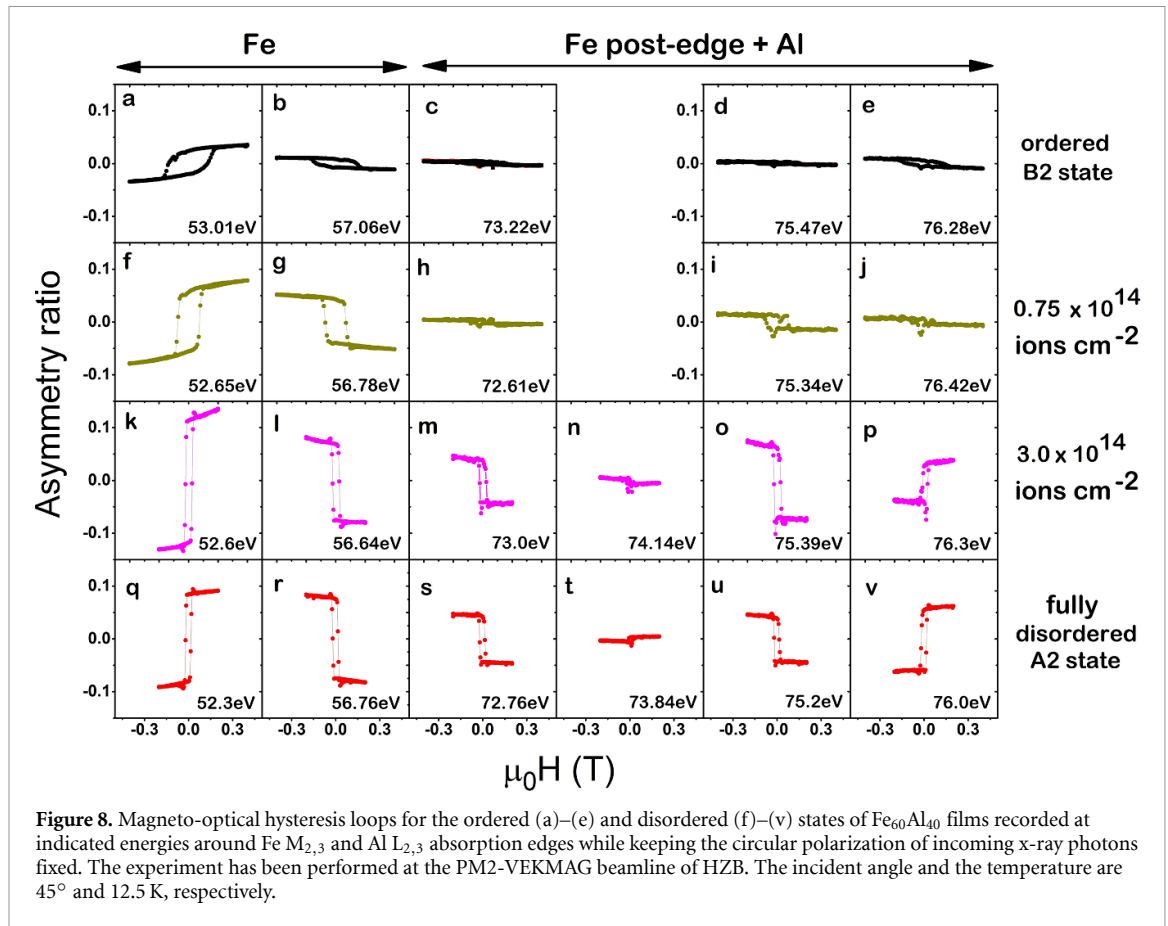 Fe
Fe post-edge + Al
a b c d e
0.1
0.0
-0.1
0.1
0.0
-0.1
53.01eV 57.06eV 73.22eV 75.47eV 76.28eV
ordered
B2 state
f g h i j
0.1
0.0
-0.1
0.1
0.0
-0.1
52.65eV 56.78eV 72.61eV 75.34eV 76.42eV
0.75 x 10^14
ions cm^-2
k l m n o p
0.1
0.0
-0.1
52.6eV 56.64eV 73.0eV 74.14eV 75.39eV 76.3eV
3.0 x 10^14
ions cm^-2
q r s t u v
0.1
0.0
-0.1
52.3eV 56.76eV 72.76eV 73.84eV 75.2eV 76.0eV
fully
disordered
A2 state
-0.3 0.0 0.3 -0.3 0.0 0.3 -0.3 0.0 0.3 -0.3 0.0 0.3 -0.3 0.0 0.3 -0.3 0.0 0.3
Asymmetry ratio
μ₀H (T)
Figure 8. Magneto-optical hysteresis loops for the ordered (a)–(e) and disordered (f)–(v) states of Fe₆₀Al₄₀ films recorded at
indicated energies around Fe M₂,₃ and Al L₂,₃ absorption edges while keeping the circular polarization of incoming x-ray photons
fixed. The experiment has been performed at the PM2-VEKMAG beamline of HZB. The incident angle and the temperature are
45° and 12.5 K, respectively.